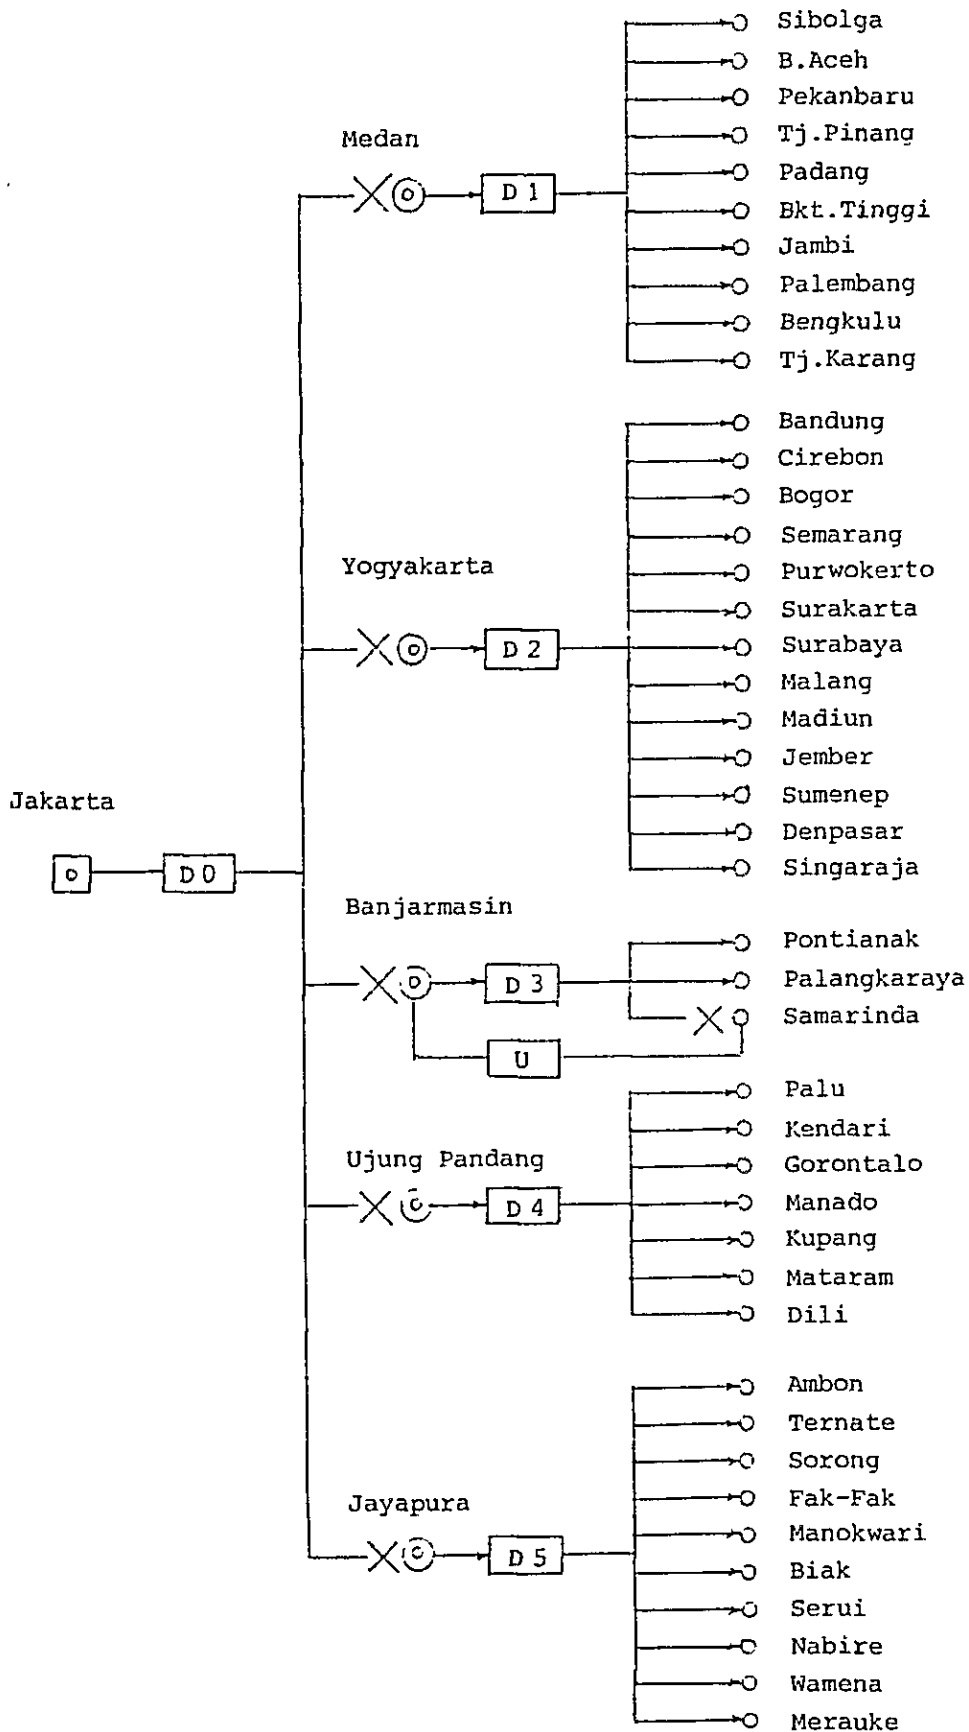 Sibolga
B.Aceh
Pekanbaru
Medan
Tj.Pinang
Padang
D 1
Bkt.Tinggi
Jambi
Palembang
Bengkulu
Tj.Karang
Bandung
Cirebon
Bogor
Semarang
Yogyakarta
Purwokerto
Surakarta
D 2
Surabaya
Malang
Madiun
Jember
Jakarta
Sumenep
Denpasar
D 0
Singaraja
Banjarmasin
Pontianak
D 3
Palangkaraya
Samarinda
U
Palu
Kendari
Ujung Pandang
Gorontalo
D 4
Manado
Kupang
Mataram
Dili
Ambon
Ternate
Sorong
Jayapura
Fak-Fak
Manokwari
D 5
Biak
Serui
Nabire
Wamena
Merauke